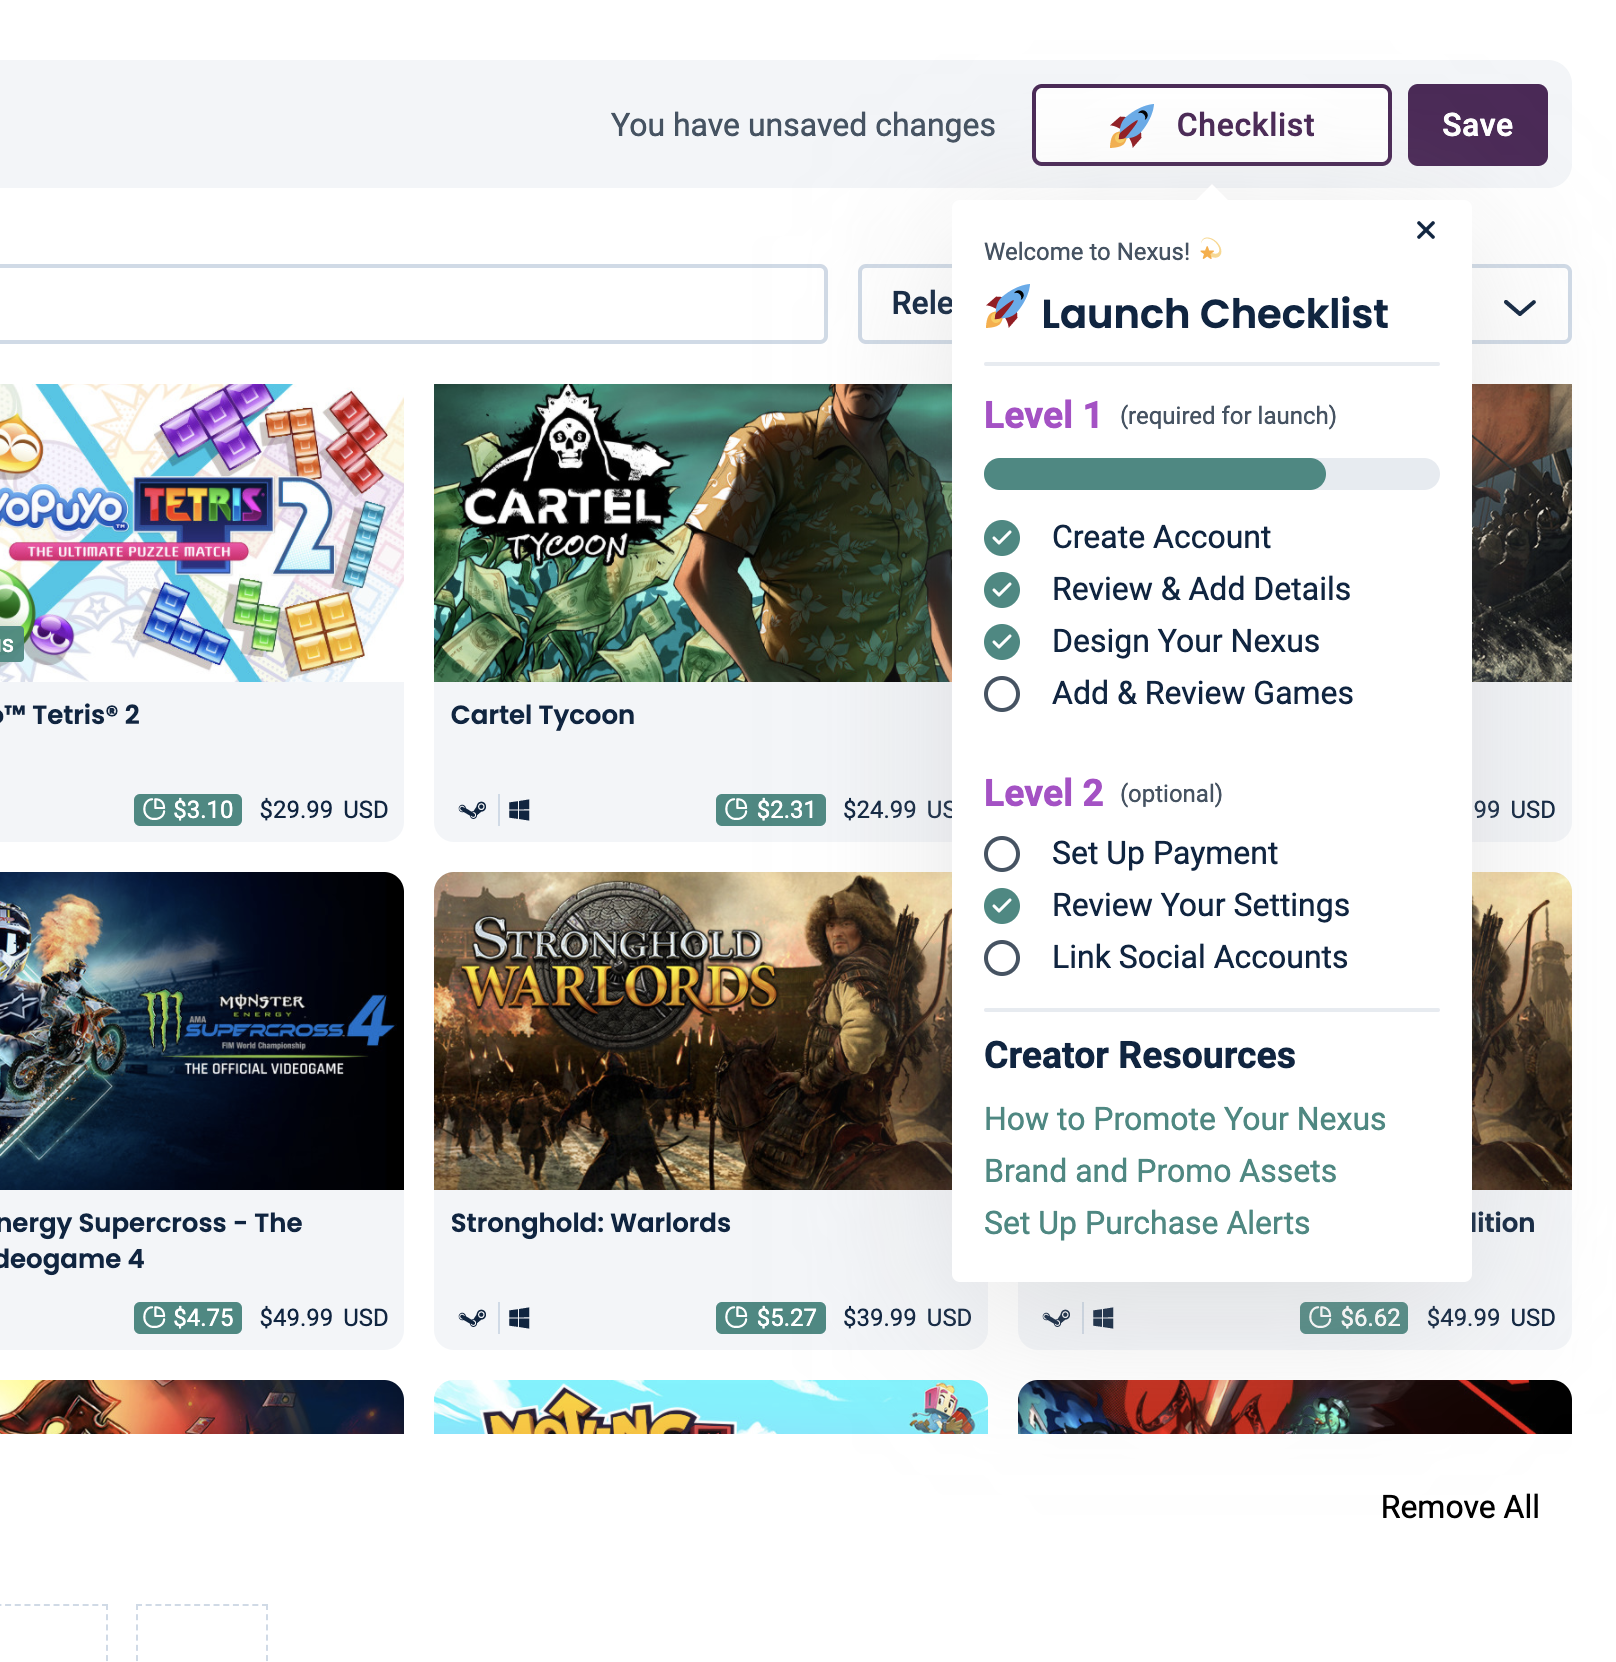 You have unsaved changes
Checklist
Save
Welcome to Nexus!
Launch Checklist
Level 1 (required for launch)
Create Account
Review & Add Details
Design Your Nexus
Add & Review Games
Level 2 (optional)
Set Up Payment
Review Your Settings
Link Social Accounts
Creator Resources
How to Promote Your Nexus
Brand and Promo Assets
Set Up Purchase Alerts
Rele
yoPuyo™ TETRIS 2
THE ULTIMATE PUZZLE MATCH
CARTEL
TYCOON
™ Tetris® 2
$3.10 $29.99 USD
Cartel Tycoon
$2.31 $24.99 US
99 USD
MONSTER
ENERGY
AMA
SUPERCROSS. 4
FIM World Championship
THE OFFICIAL VIDEOGAME
STRONGHOLD
WARLORDS
nergy Supercross - The
deogame 4
$4.75 $49.99 USD
Stronghold: Warlords
$5.27 $39.99 USD
lition
$6.62 $49.99 USD
MOVING
Remove All